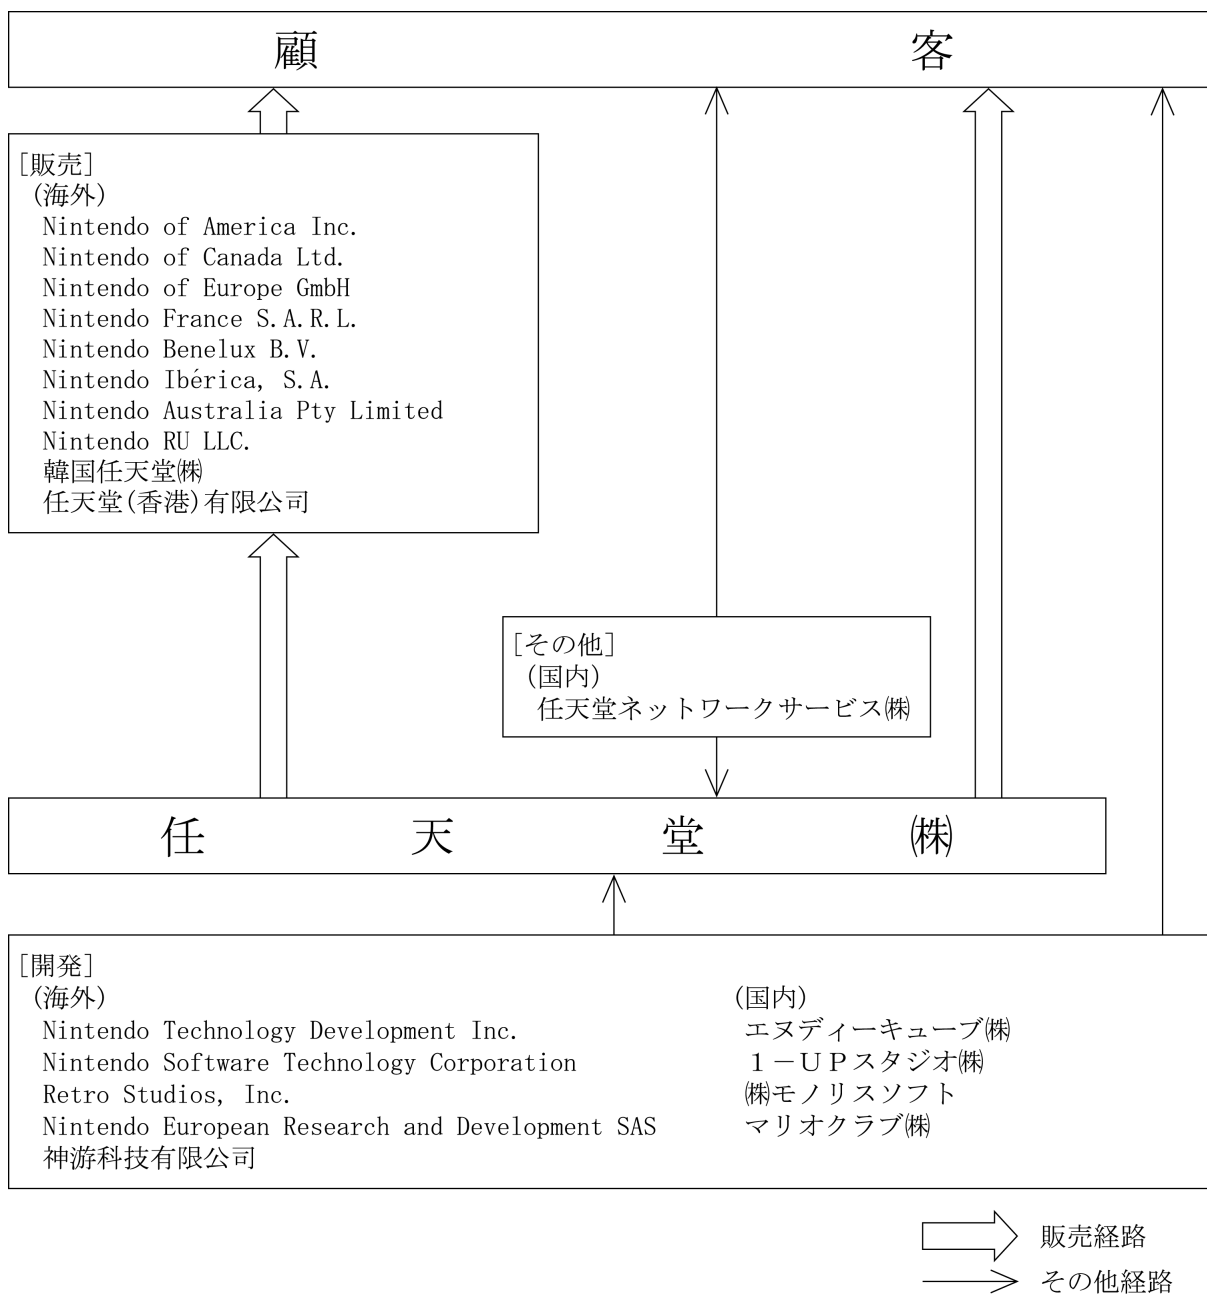 顧客
[販売]
(海外)
Nintendo of America Inc.
Nintendo of Canada Ltd.
Nintendo of Europe GmbH
Nintendo France S.A.R.L.
Nintendo Benelux B.V.
Nintendo Ibérica, S.A.
Nintendo Australia Pty Limited
Nintendo RU LLC.
韓国任天堂㈱
任天堂(香港)有限公司
[その他]
(国内)
任天堂ネットワークサービス㈱
任天堂㈱
[開発]
(海外)
Nintendo Technology Development Inc.
Nintendo Software Technology Corporation
Retro Studios, Inc.
Nintendo European Research and Development SAS
神游科技有限公司
(国内)
エヌディーキューブ㈱
１－ＵＰスタジオ㈱
㈱モノリスソフト
マリオクラブ㈱
販売経路
その他経路